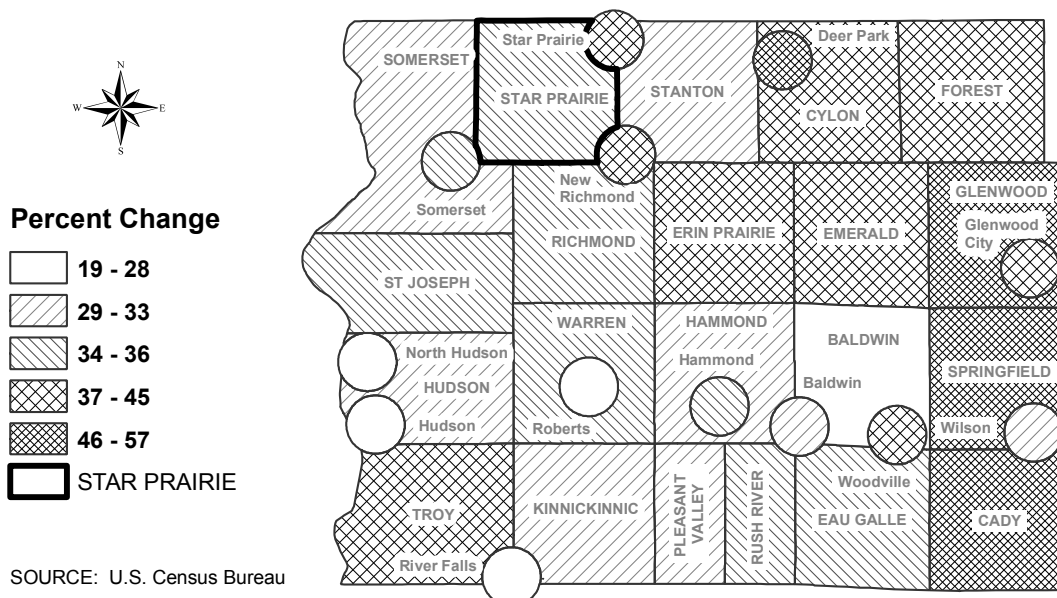 N
W
E
S
Percent Change
19 - 28
29 - 33
34 - 36
37 - 45
46 - 57
STAR PRAIRIE
SOURCE: U.S. Census Bureau
SOMERSET
Star Prairie
STAR PRAIRIE
STANTON
Deer Park
CYLON
FOREST
Somerset
New
Richmond
RICHMOND
ERIN PRAIRIE
EMERALD
GLENWOOD
Glenwood
City
ST JOSEPH
WARREN
HAMMOND
BALDWIN
North Hudson
HUDSON
Hudson
Roberts
Hammond
Baldwin
SPRINGFIELD
Wilson
TROY
River Falls
KINNICKINNIC
PLEASANT
VALLEY
RUSH RIVER
Woodville
EAU GALLE
CADY